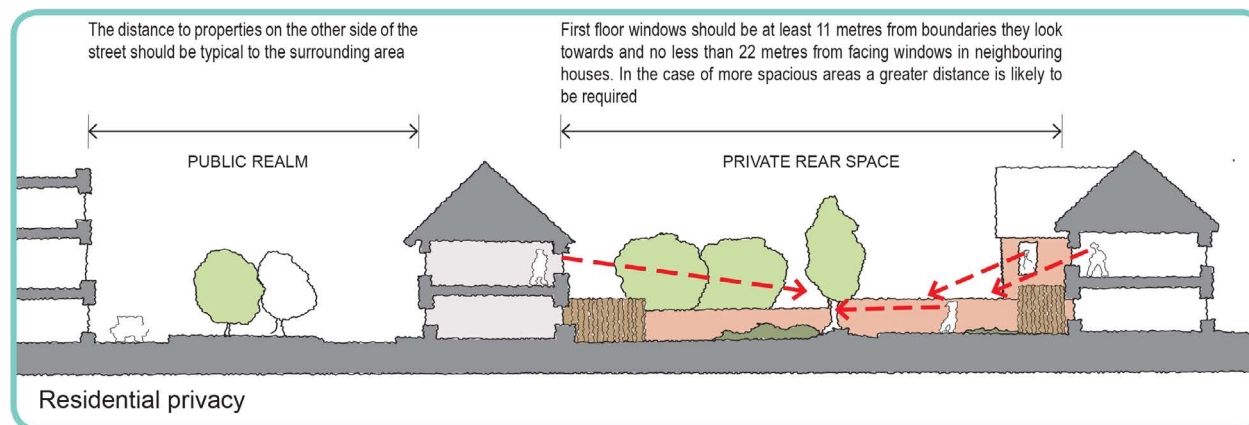 The distance to properties on the other side of the
street should be typical to the surrounding area
First floor windows should be at least 11 metres from boundaries they look
towards and no less than 22 metres from facing windows in neighbouring
houses. In the case of more spacious areas a greater distance is likely to
be required
PUBLIC REALM
PRIVATE REAR SPACE
Residential privacy